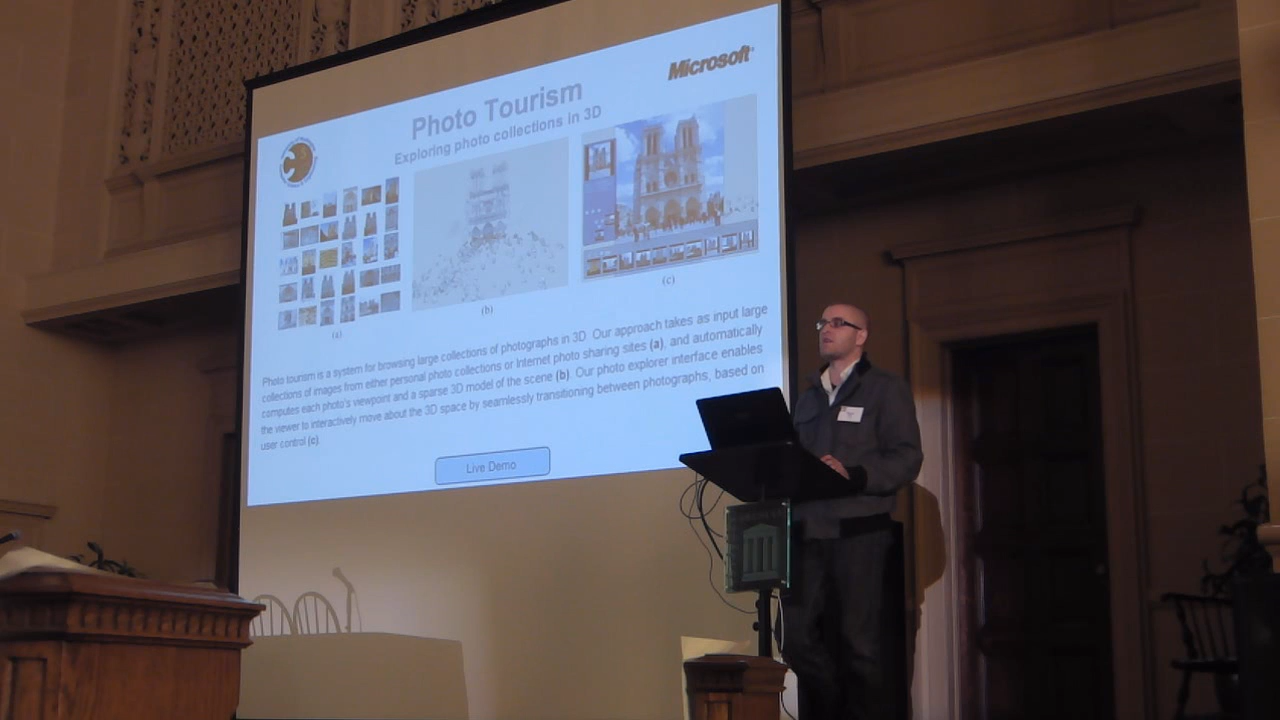 Microsoft
Photo Tourism
Exploring photo collections in 3D
(a)
(b)
(c)
Photo tourism is a system for browsing large collections of photographs in 3D. Our approach takes as input large
collections of images from either personal photo collections or Internet photo sharing sites (a), and automatically
computes each photo's viewpoint and a sparse 3D model of the scene (b). Our photo explorer interface enables
the viewer to interactively move about the 3D space by seamlessly transitioning between photographs, based on
user control (c).
Live Demo